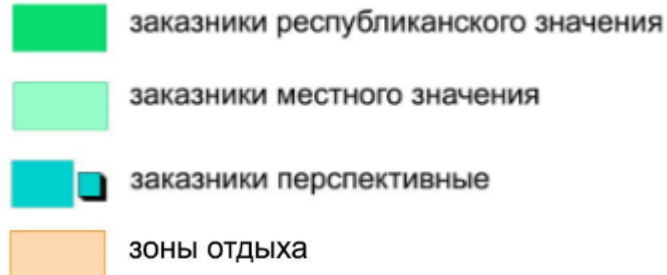 заказники республиканского значения
заказники местного значения
заказники перспективные
зоны отдыха